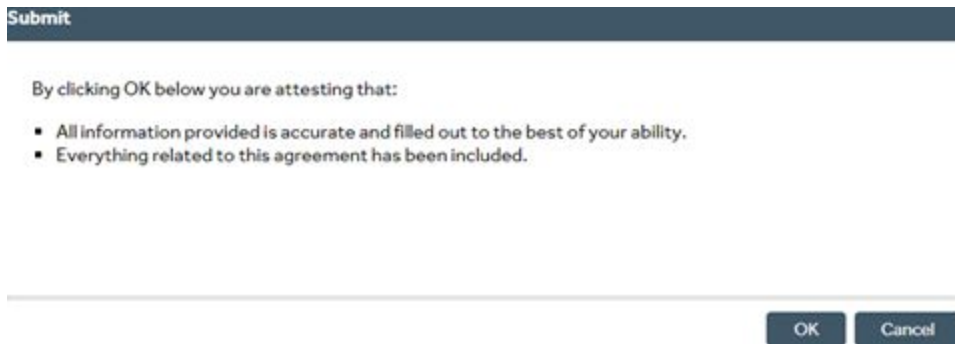 Submit
By clicking OK below you are attesting that:
▪ All information provided is accurate and filled out to the best of your ability.
▪ Everything related to this agreement has been included.
OK Cancel